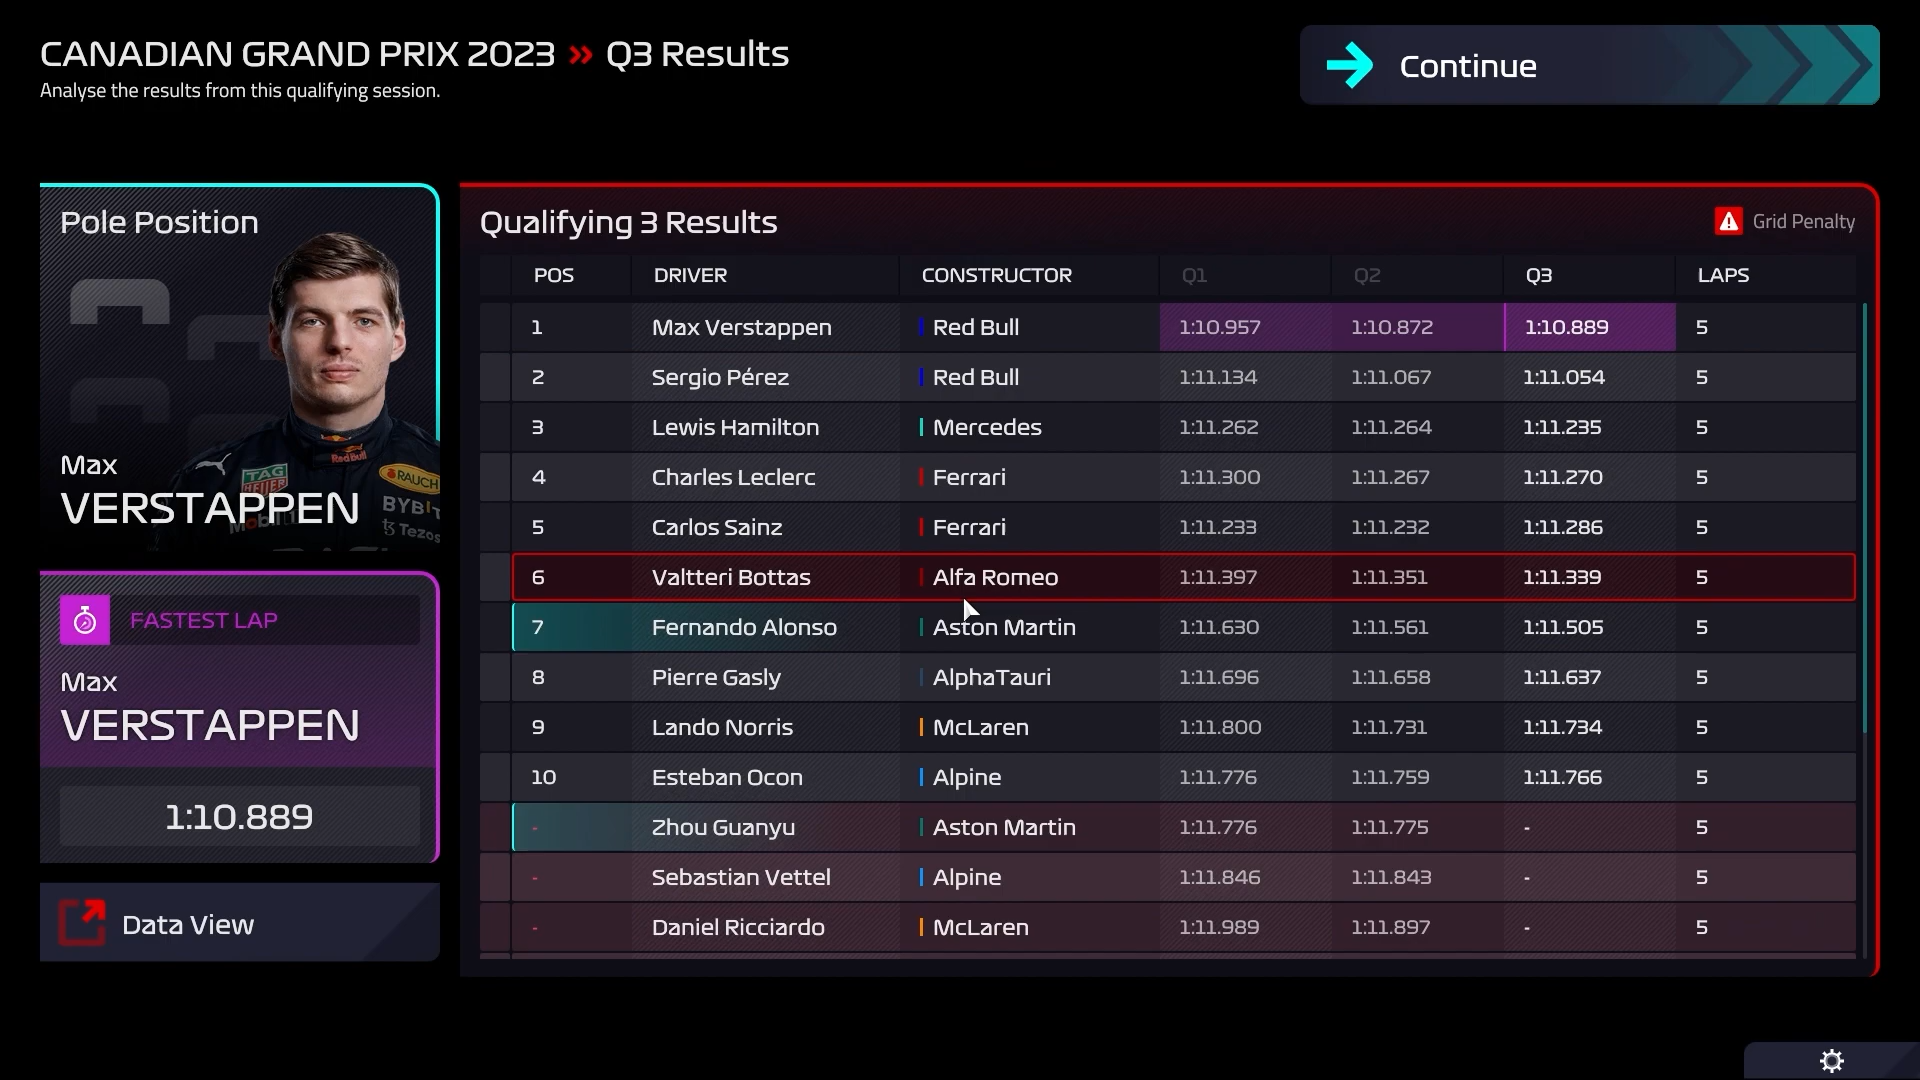 CANADIAN GRAND PRIX 2023 » Q3 Results
Analyse the results from this qualifying session.
Continue
Pole Position
TAG
HEUER
Red Bull
RAUCH
BYBIT
Mobil 1
Tezos
Max
VERSTAPPEN
FASTEST LAP
Max
VERSTAPPEN
1:10.889
Data View
Qualifying 3 Results
Grid Penalty
POS DRIVER CONSTRUCTOR Q1 Q2 Q3 LAPS
1 Max Verstappen Red Bull 1:10.957 1:10.872 1:10.889 5
2 Sergio Pérez Red Bull 1:11.134 1:11.067 1:11.054 5
3 Lewis Hamilton Mercedes 1:11.262 1:11.264 1:11.235 5
4 Charles Leclerc Ferrari 1:11.300 1:11.267 1:11.270 5
5 Carlos Sainz Ferrari 1:11.233 1:11.232 1:11.286 5
6 Valtteri Bottas Alfa Romeo 1:11.397 1:11.351 1:11.339 5
7 Fernando Alonso Aston Martin 1:11.630 1:11.561 1:11.505 5
8 Pierre Gasly AlphaTauri 1:11.696 1:11.658 1:11.637 5
9 Lando Norris McLaren 1:11.800 1:11.731 1:11.734 5
10 Esteban Ocon Alpine 1:11.776 1:11.759 1:11.766 5
- Zhou Guanyu Aston Martin 1:11.776 1:11.775 - 5
- Sebastian Vettel Alpine 1:11.846 1:11.843 - 5
- Daniel Ricciardo McLaren 1:11.989 1:11.897 - 5